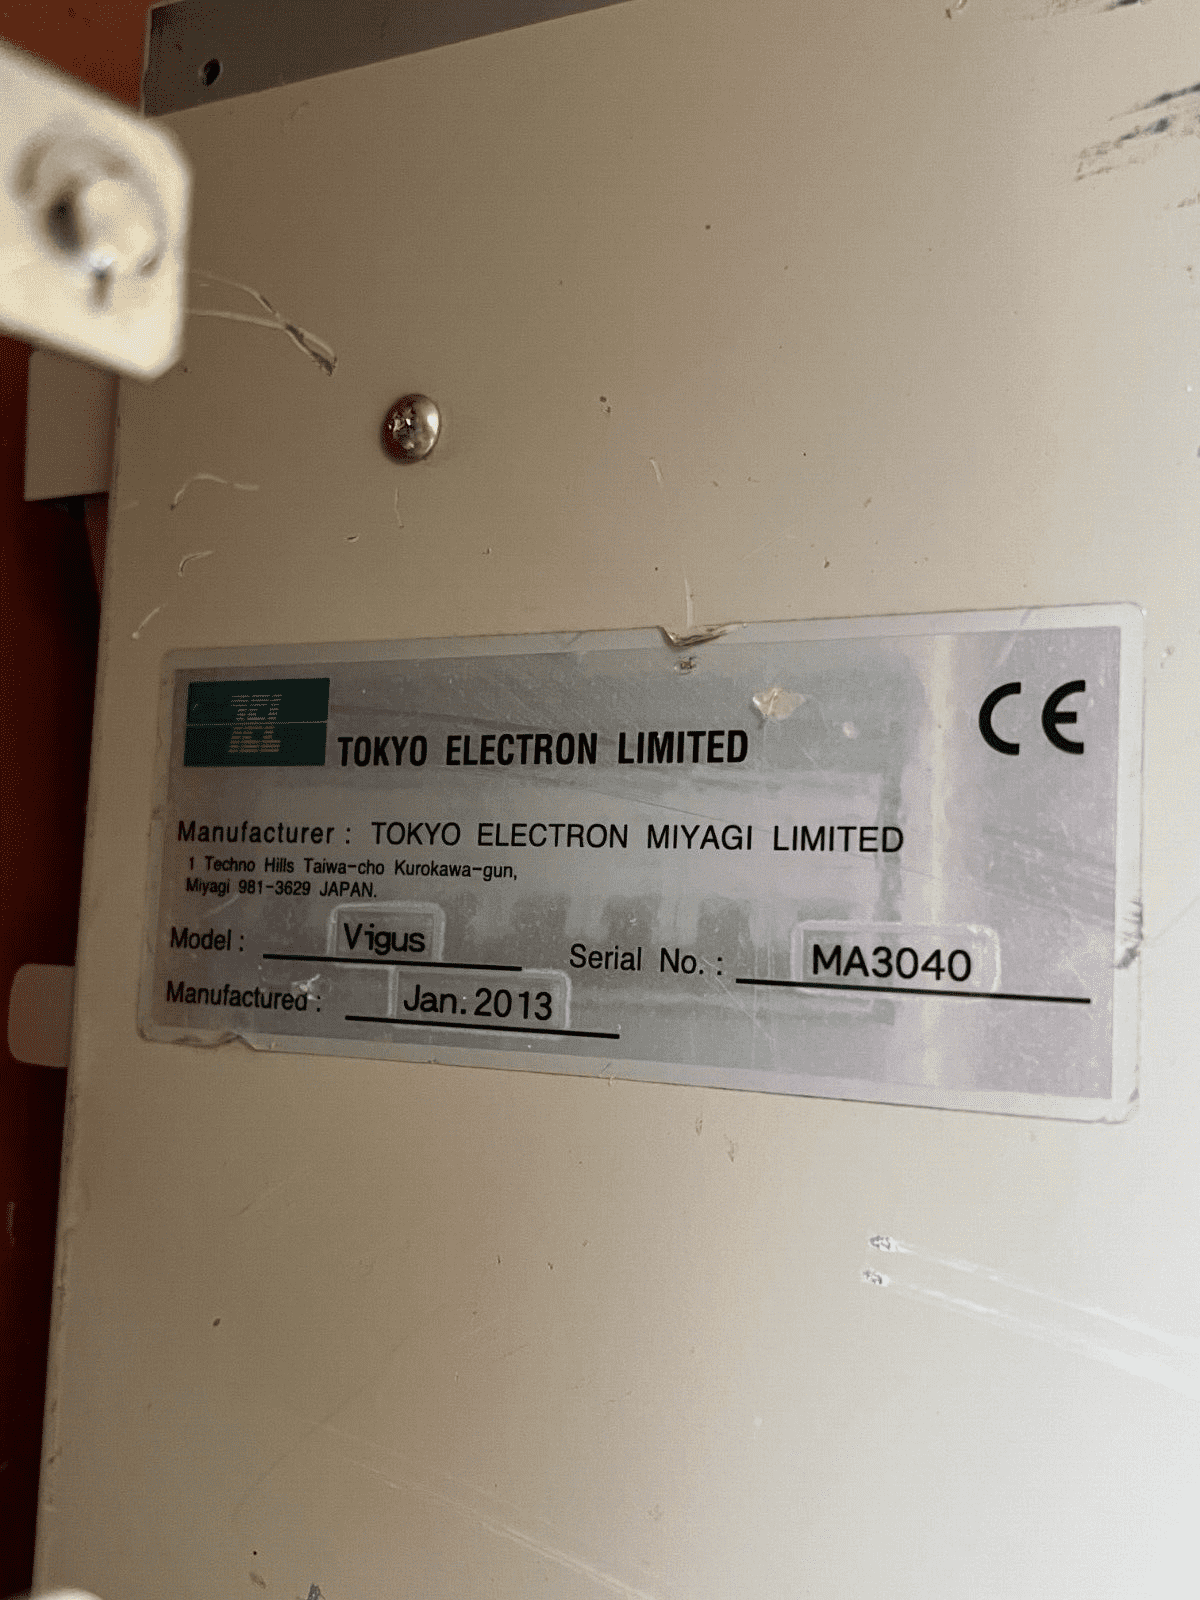 TEL
TOKYO ELECTRON LIMITED
CE
Manufacturer : TOKYO ELECTRON MIYAGI LIMITED
1 Techno Hills Taiwa-cho Kurokawa-gun,
Miyagi 981-3629 JAPAN.
Model : Vigus
Serial No. : MA3040
Manufactured : Jan. 2013